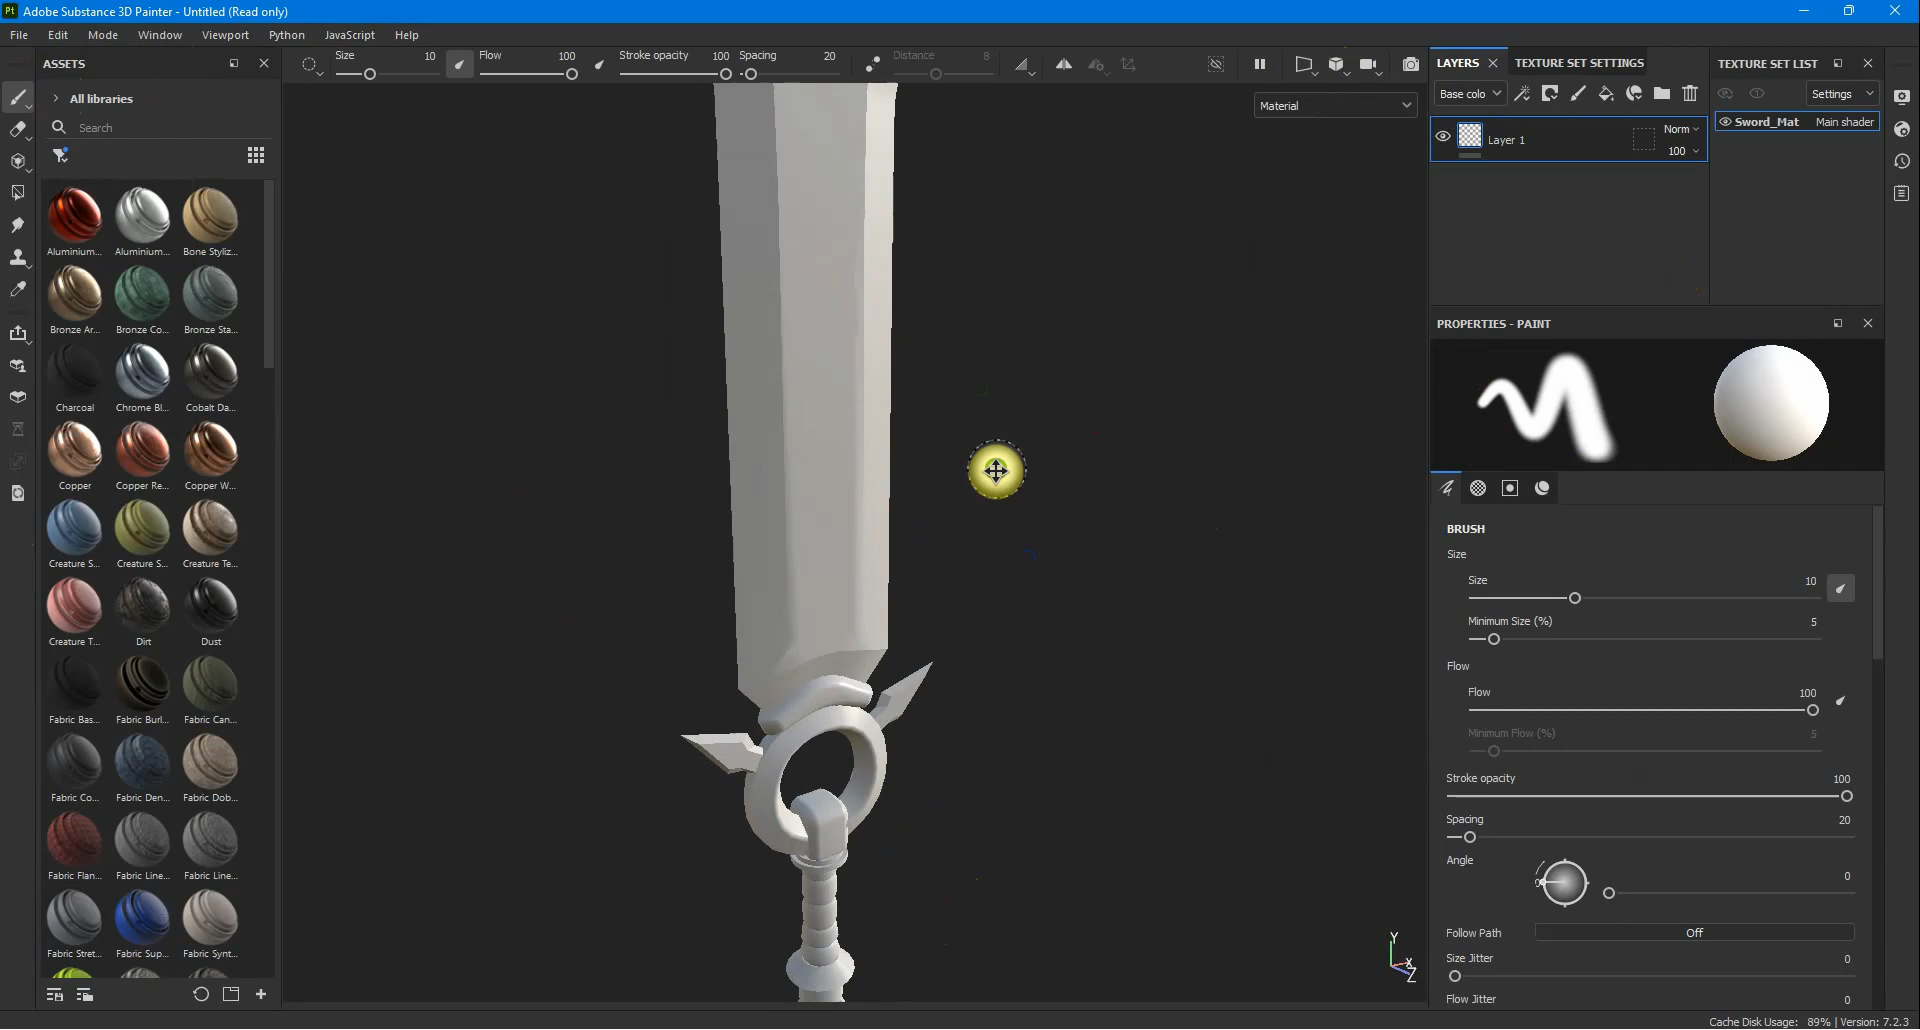 Pt Adobe Substance 3D Painter - Untitled (Read only)
File Edit Mode Window Viewport Python JavaScript Help
ASSETS
Size 10 Flow 100 Stroke opacity 100 Spacing 20 Distance 8
LAYERS TEXTURE SET SETTINGS TEXTURE SET LIST
All libraries
Base colo Settings
Search
Material
Sword_Mat Main shader
Layer 1 Norm
100
Aluminium... Aluminium... Bone Styliz...
Bronze Ar... Bronze Co... Bronze Sta...
Charcoal Chrome Bl... Cobalt Da...
Copper Copper Re... Copper W...
Creature S... Creature S... Creature Te...
Creature T... Dirt Dust
Fabric Bas... Fabric Burl... Fabric Can...
Fabric Co... Fabric Den... Fabric Dob...
Fabric Flan... Fabric Line... Fabric Line...
Fabric Stret... Fabric Sup... Fabric Synt...
PROPERTIES - PAINT
BRUSH
Size
Size 10
Minimum Size (%) 5
Flow
Flow 100
Minimum Flow (%) 5
Stroke opacity 100
Spacing 20
Angle 0
0
Follow Path Off
Size Jitter 0
Flow Jitter 0
Y
X
Z
Cache Disk Usage: 89% | Version: 7.2.3